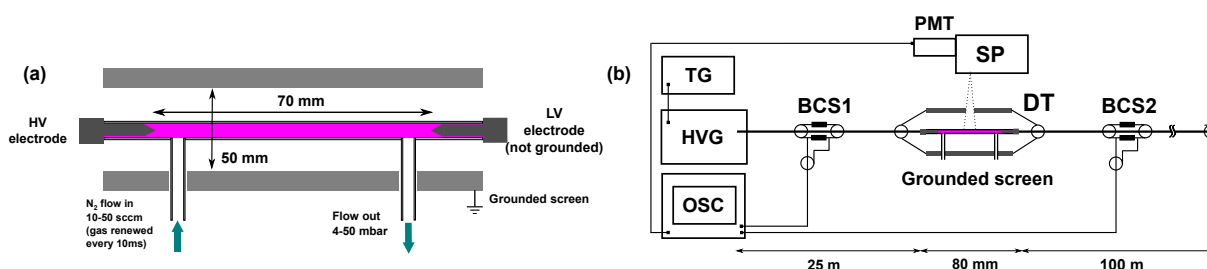 (a)
70 mm
HV
electrode
LV
electrode
(not grounded)
50 mm
N2 flow in
10-50 sccm
(gas renewed
every 10ms)
Flow out
4-50 mbar
Grounded screen
(b)
PMT
SP
TG
HVG
OSC
BCS1
DT
BCS2
Grounded screen
25 m
80 mm
100 m